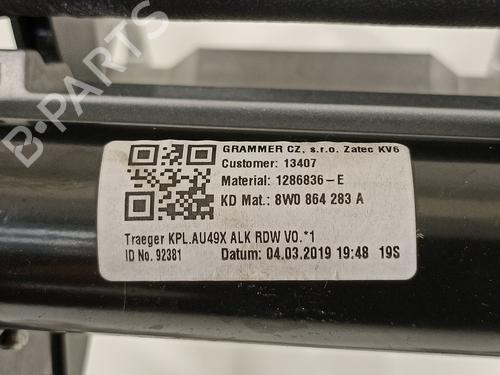 B-PARTS
GRAMMER CZ, s.r.o. Zatec KV6
Customer: 13407
Material: 1286836-E
KD Mat.: 8W0 864 283 A
Traeger KPL.AU49X ALK RDW V0.*1
ID No. 92381 Datum: 04.03.2019 19:48 19S